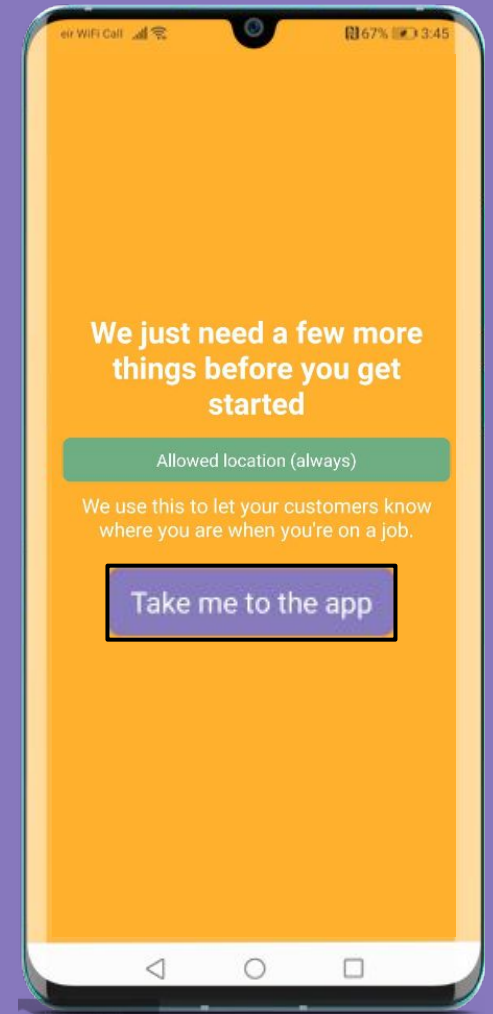 eir WiFi Call 67% 3:45
We just need a few more
things before you get
started
Allowed location (always)
We use this to let your customers know
where you are when you're on a job.
Take me to the app